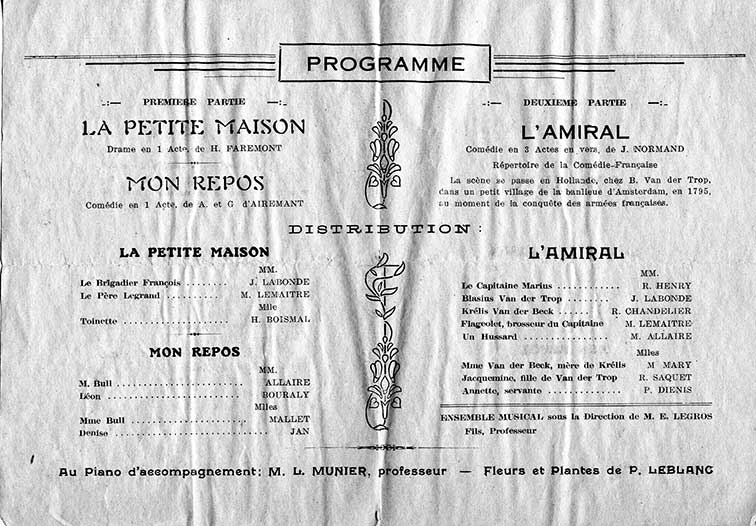 PROGRAMME
PREMIERE PARTIE
LA PETITE MAISON
Drame en 1 Acte, de H. FAREMONT
MON REPOS
Comédie en 1 Acte, de A. et G D'AIREMANT
DEUXIEME PARTIE
L'AMIRAL
Comédie en 3 Actes en vers, de J. NORMAND
Répertoire de la Comédie-Française
La scène se passe en Hollande, chez B. Van der Trop,
dans un petit village de la banlieue d'Amsterdam, en 1795,
au moment de la conquête des armées françaises.
DISTRIBUTION :
LA PETITE MAISON
MM.
Le Brigadier François ........ J. LABONDE
Le Père Legrand ......... M. LEMAITRE
Mlle
Toinette .................... H. BOISMAL
MON REPOS
MM.
M. Bull ........................ ALLAIRE
Léon ........................ BOURALY
Mlles
Mme Bull ..................... MALLET
Denise ........................... JAN
L'AMIRAL
MM.
Le Capitaine Marius ............ R. HENRY
Blasius Van der Trop ........ J. LABONDE
Krélis Van der Beck ..... R. CHANDELIER
Flageolet, brosseur du Capitaine M. LEMAITRE
Un Hussard ................ M. ALLAIRE
Mlles
Mme Van der Beck, mère de Krélis M MARY
Jacquemine, fille de Van der Trop R. SAQUET
Annette, servante .............. P. DIENIS
ENSEMBLE MUSICAL sous la Direction de M. E. LEGROS
Fils, Professeur
Au Piano d'accompagnement: M. L. MUNIER, professeur — Fleurs et Plantes de P. LEBLANC